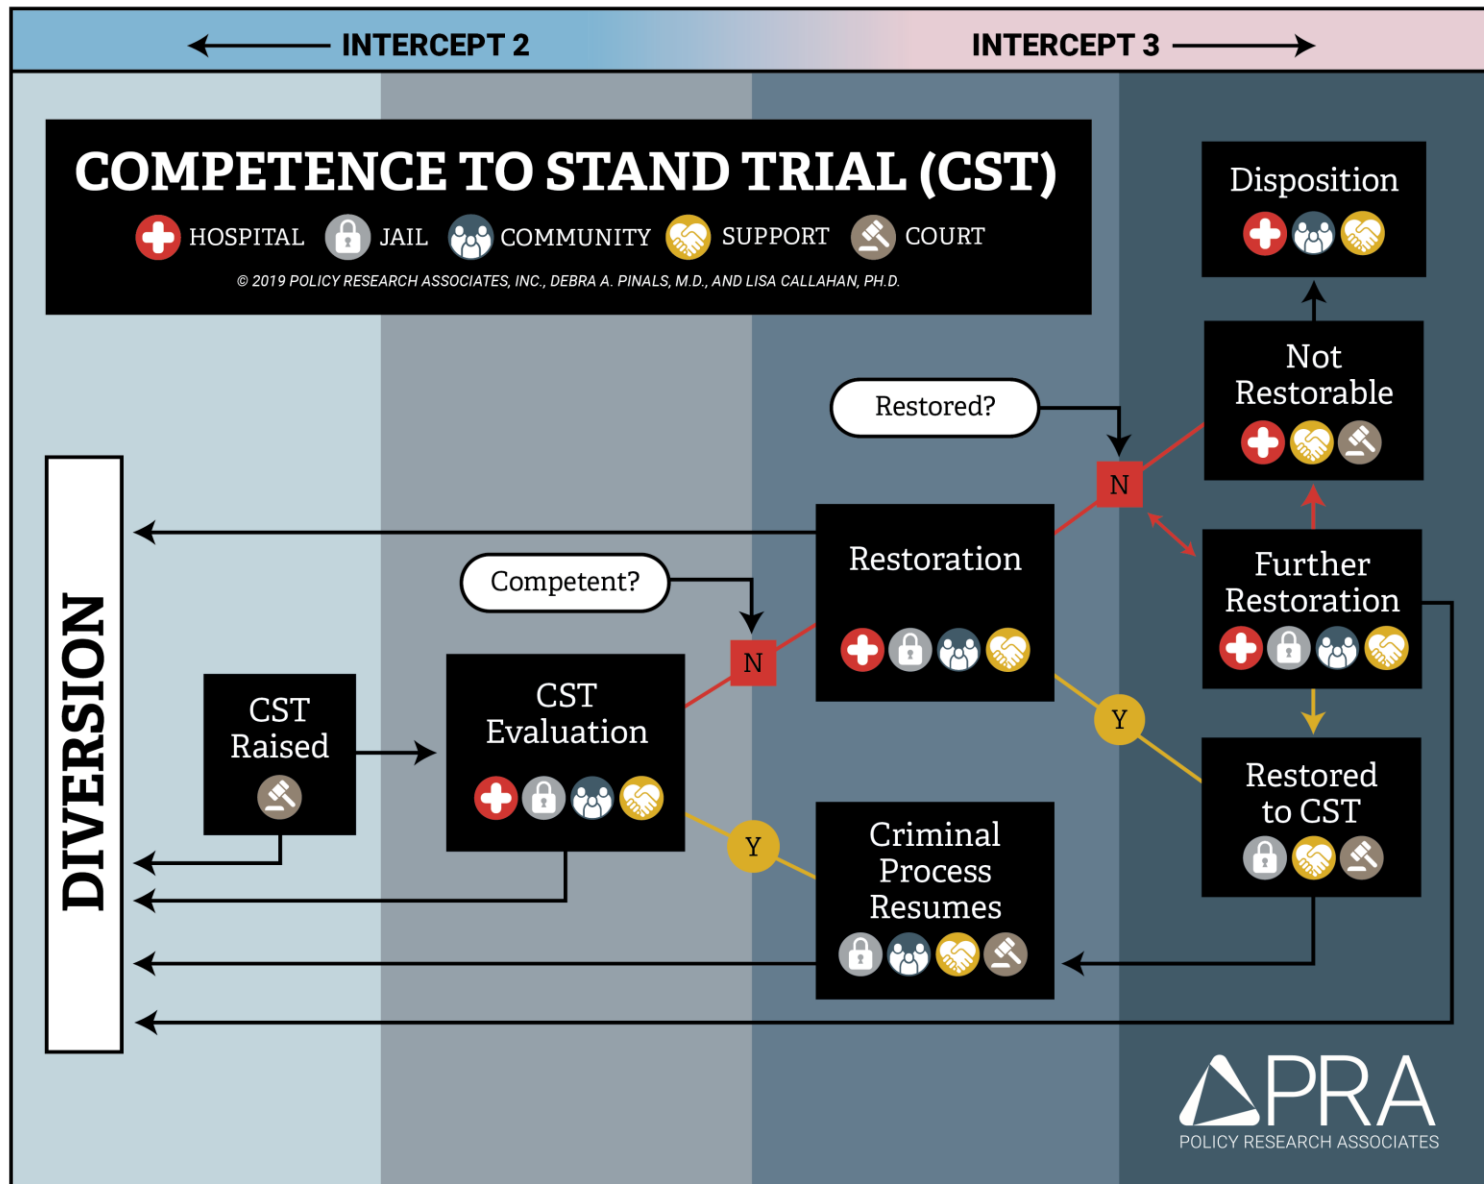 INTERCEPT 2
INTERCEPT 3
COMPETENCE TO STAND TRIAL (CST)
HOSPITAL JAIL COMMUNITY SUPPORT COURT
© 2019 POLICY RESEARCH ASSOCIATES, INC., DEBRA A. PINALS, M.D., AND LISA CALLAHAN, PH.D.
Disposition
Not
Restorable
Restored?
N
Restoration
Further
Restoration
Competent?
N
DIVERSION
CST
Raised
CST
Evaluation
Y
Restored
to CST
Y
Criminal
Process
Resumes
PRA
POLICY RESEARCH ASSOCIATES